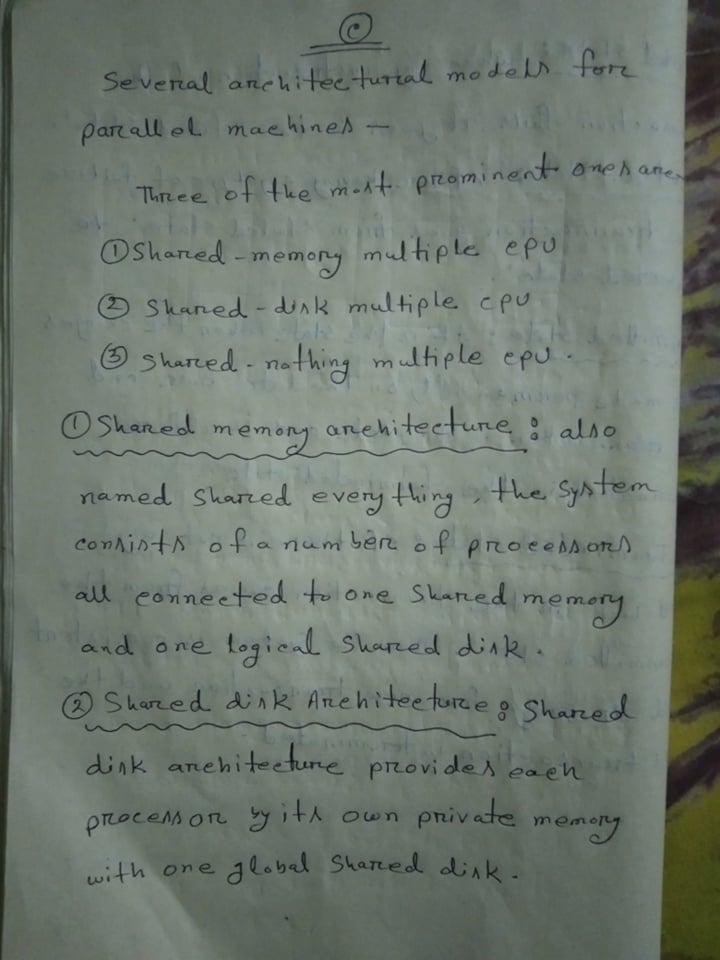 (c)
Several architectural models for
parallel machines —
Three of the most prominent ones are
① Shared-memory multiple cpu
② Shared-disk multiple cpu
③ Shared-nothing multiple cpu.
① Shared memory architecture : also
named shared everything, the system
consists of a number of processors
all connected to one shared memory
and one logical shared disk.
② Shared disk Architecture : Shared
disk architecture provides each
processor by its own private memory
with one global shared disk.